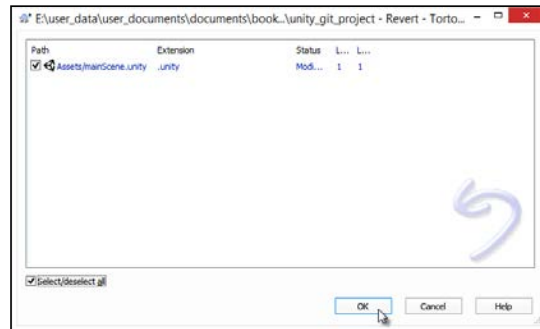 E:\user_data\user_documents\documents\book...\unity_git_project - Revert - Torto...
Path Extension Status L... L...
Assets/mainScene.unity .unity Modi... 1 1
Select/deselect all
OK Cancel Help